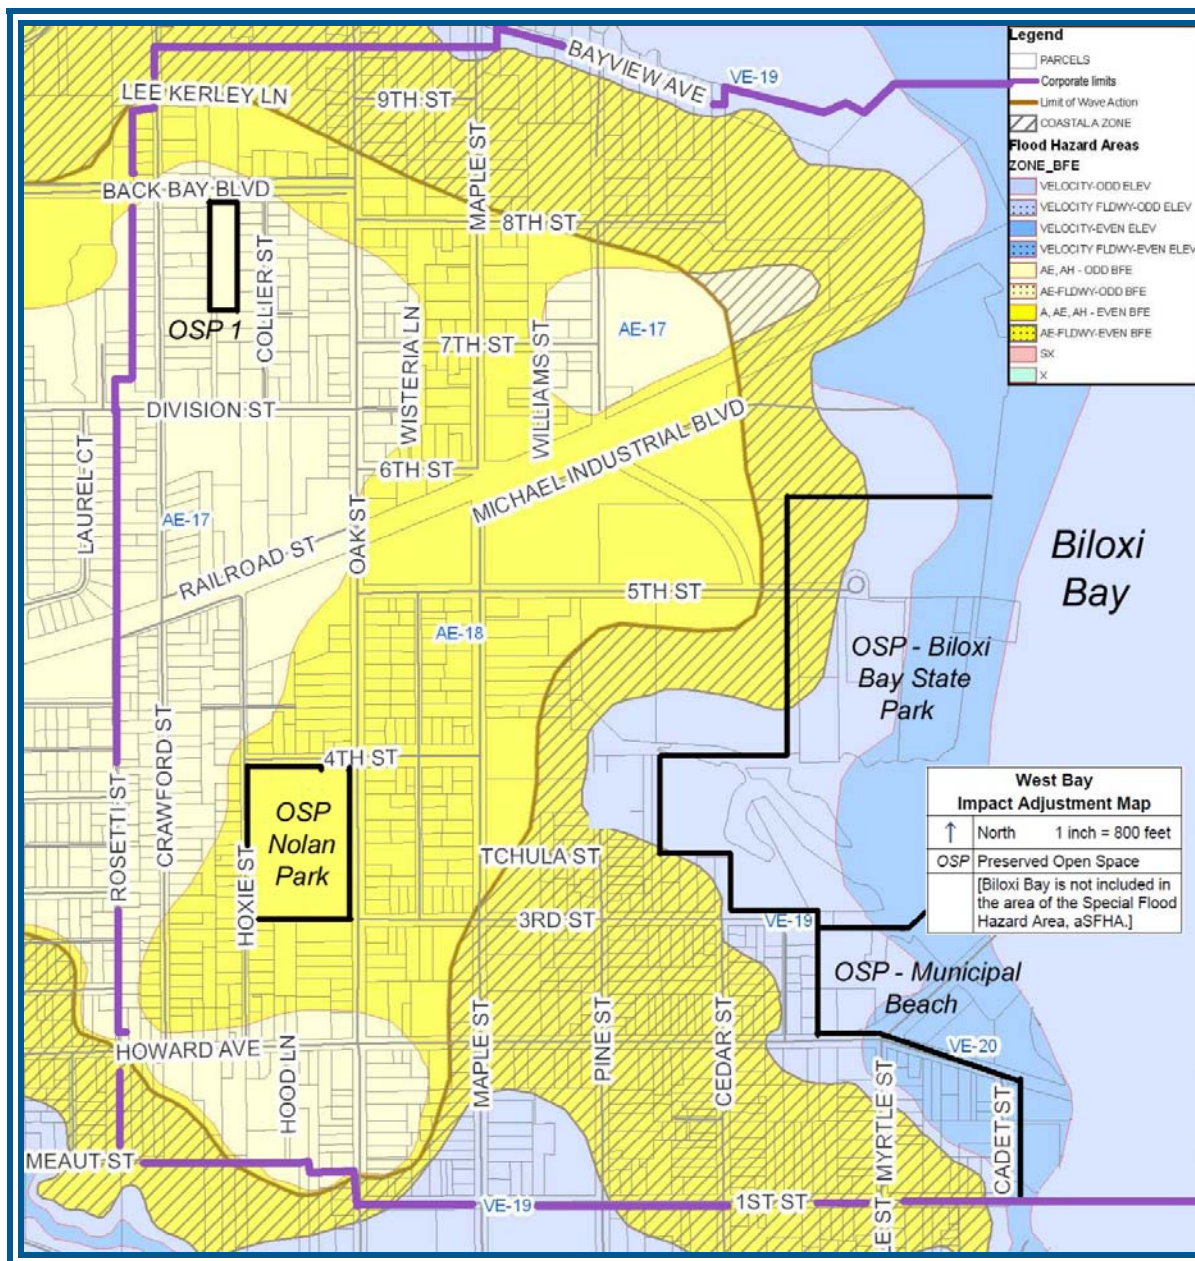 Legend
PARCELS
Corporate limits
Limit of Wave Action
COASTAL A ZONE
Flood Hazard Areas
ZONE_BFE
VELOCITY-ODD ELEV
VELOCITY FLDWY-ODD ELEV
VELOCITY-EVEN ELEV
VELOCITY FLDWY-EVEN ELEV
AE, AH - ODD BFE
AE-FLDWY-ODD BFE
A, AE, AH - EVEN BFE
AE-FLDWY-EVEN BFE
SX
X
BAYVIEW AVE
VE-19
LEE KERLEY LN
9TH ST
MAPLE ST
BACK BAY BLVD
8TH ST
COLLIER ST
OSP 1
WISTERIA LN
AE-17
7TH ST
WILLIAMS ST
DIVISION ST
LAUREL CT
6TH ST
MICHAEL INDUSTRIAL BLVD
AE-17
OAK ST
RAILROAD ST
Biloxi
Bay
5TH ST
AE-18
OSP - Biloxi
Bay State
Park
ROSETTI ST
CRAWFORD ST
4TH ST
OSP
Nolan
Park
HOXIE ST
TCHULA ST
3RD ST
VE-19
West Bay
Impact Adjustment Map
↑ North 1 inch = 800 feet
OSP Preserved Open Space
[Biloxi Bay is not included in
the area of the Special Flood
Hazard Area, aSFHA.]
OSP - Municipal
Beach
HOWARD AVE
HOOD LN
MAPLE ST
PINE ST
CEDAR ST
MYRTLE ST
VE-20
CADET ST
MEAUT ST
VE-19
1ST ST
LE ST